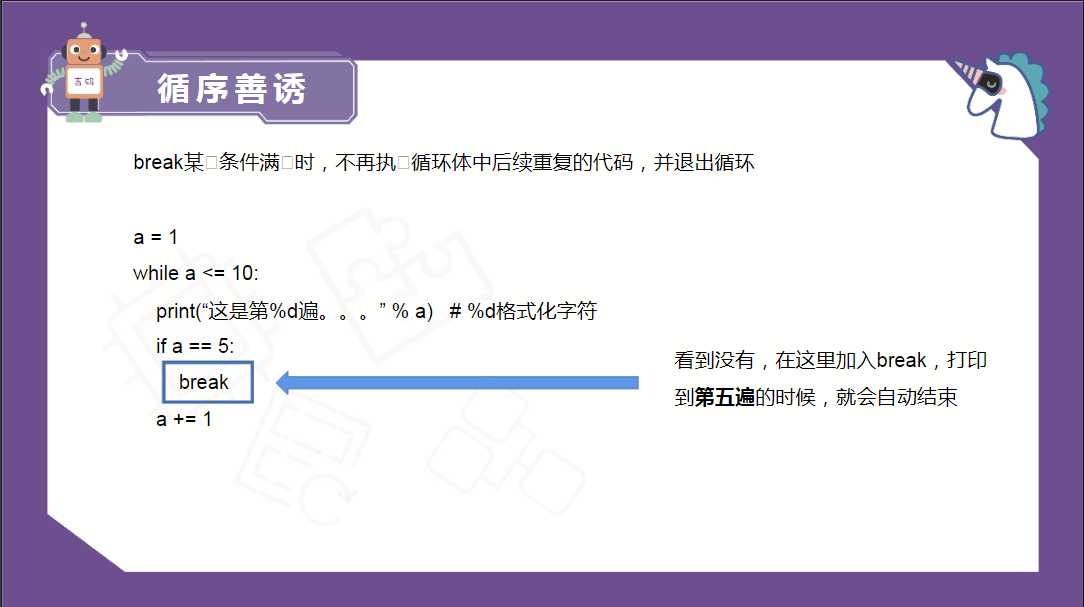 吉码
循序善诱
break某□条件满□时，不再执□循环体中后续重复的代码，并退出循环
a = 1
while a <= 10:
print(“这是第%d遍。。。” % a) # %d格式化字符
if a == 5:
break
a += 1
看到没有，在这里加入break，打印
到第五遍的时候，就会自动结束